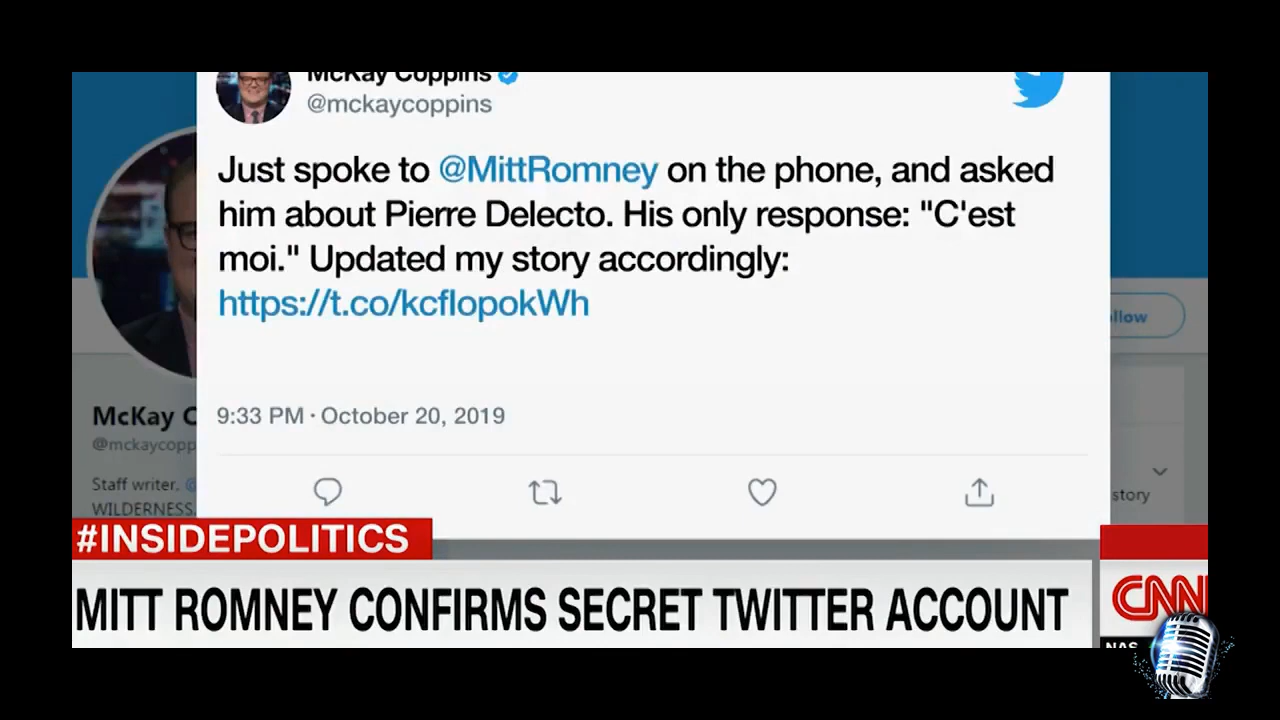 McKay Coppins
@mckaycoppins
Just spoke to @MittRomney on the phone, and asked
him about Pierre Delecto. His only response: "C'est
moi." Updated my story accordingly:
https://t.co/kcflopokWh
9:33 PM · October 20, 2019
llow
McKay C
@mckaycopp
Staff writer. @
WILDERNESS.
story
#INSIDEPOLITICS
MITT ROMNEY CONFIRMS SECRET TWITTER ACCOUNT
CNN
NAS